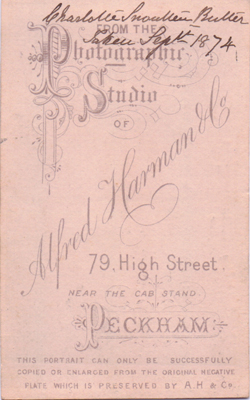 Charlotte Snoutten Butler
Taken Sept 1874
FROM THE
Photographic
Studio
OF
Alfred Harman & Co
79, High Street.
NEAR THE CAB STAND
PECKHAM.
THIS PORTRAIT CAN ONLY BE SUCCESSFULLY
COPIED OR ENLARGED FROM THE ORIGINAL NEGATIVE
PLATE WHICH IS PRESERVED BY A.H & Co.